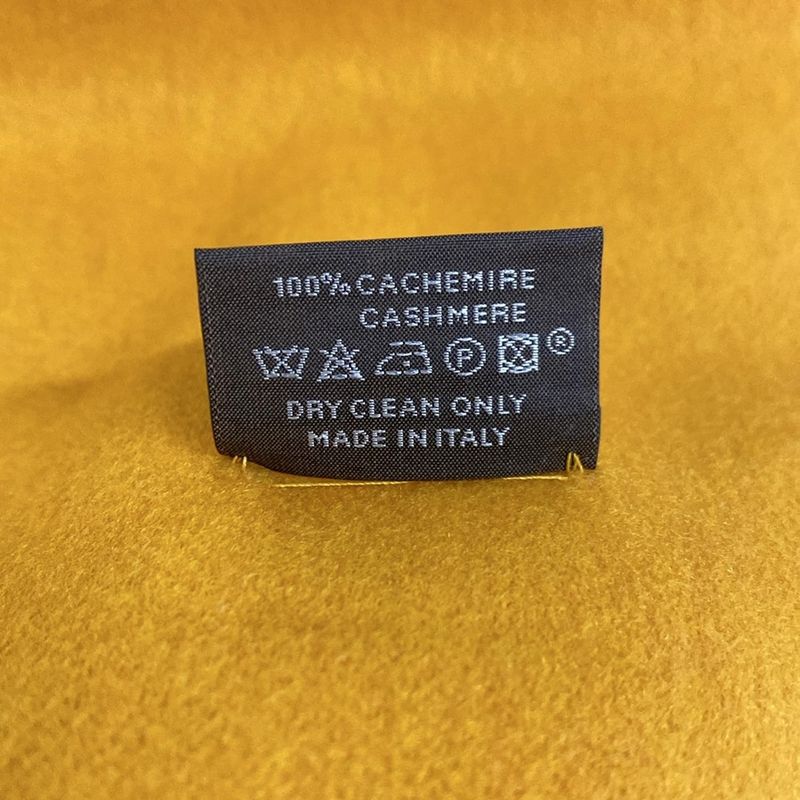 100% CACHEMIRE
CASHMERE
P ®
DRY CLEAN ONLY
MADE IN ITALY